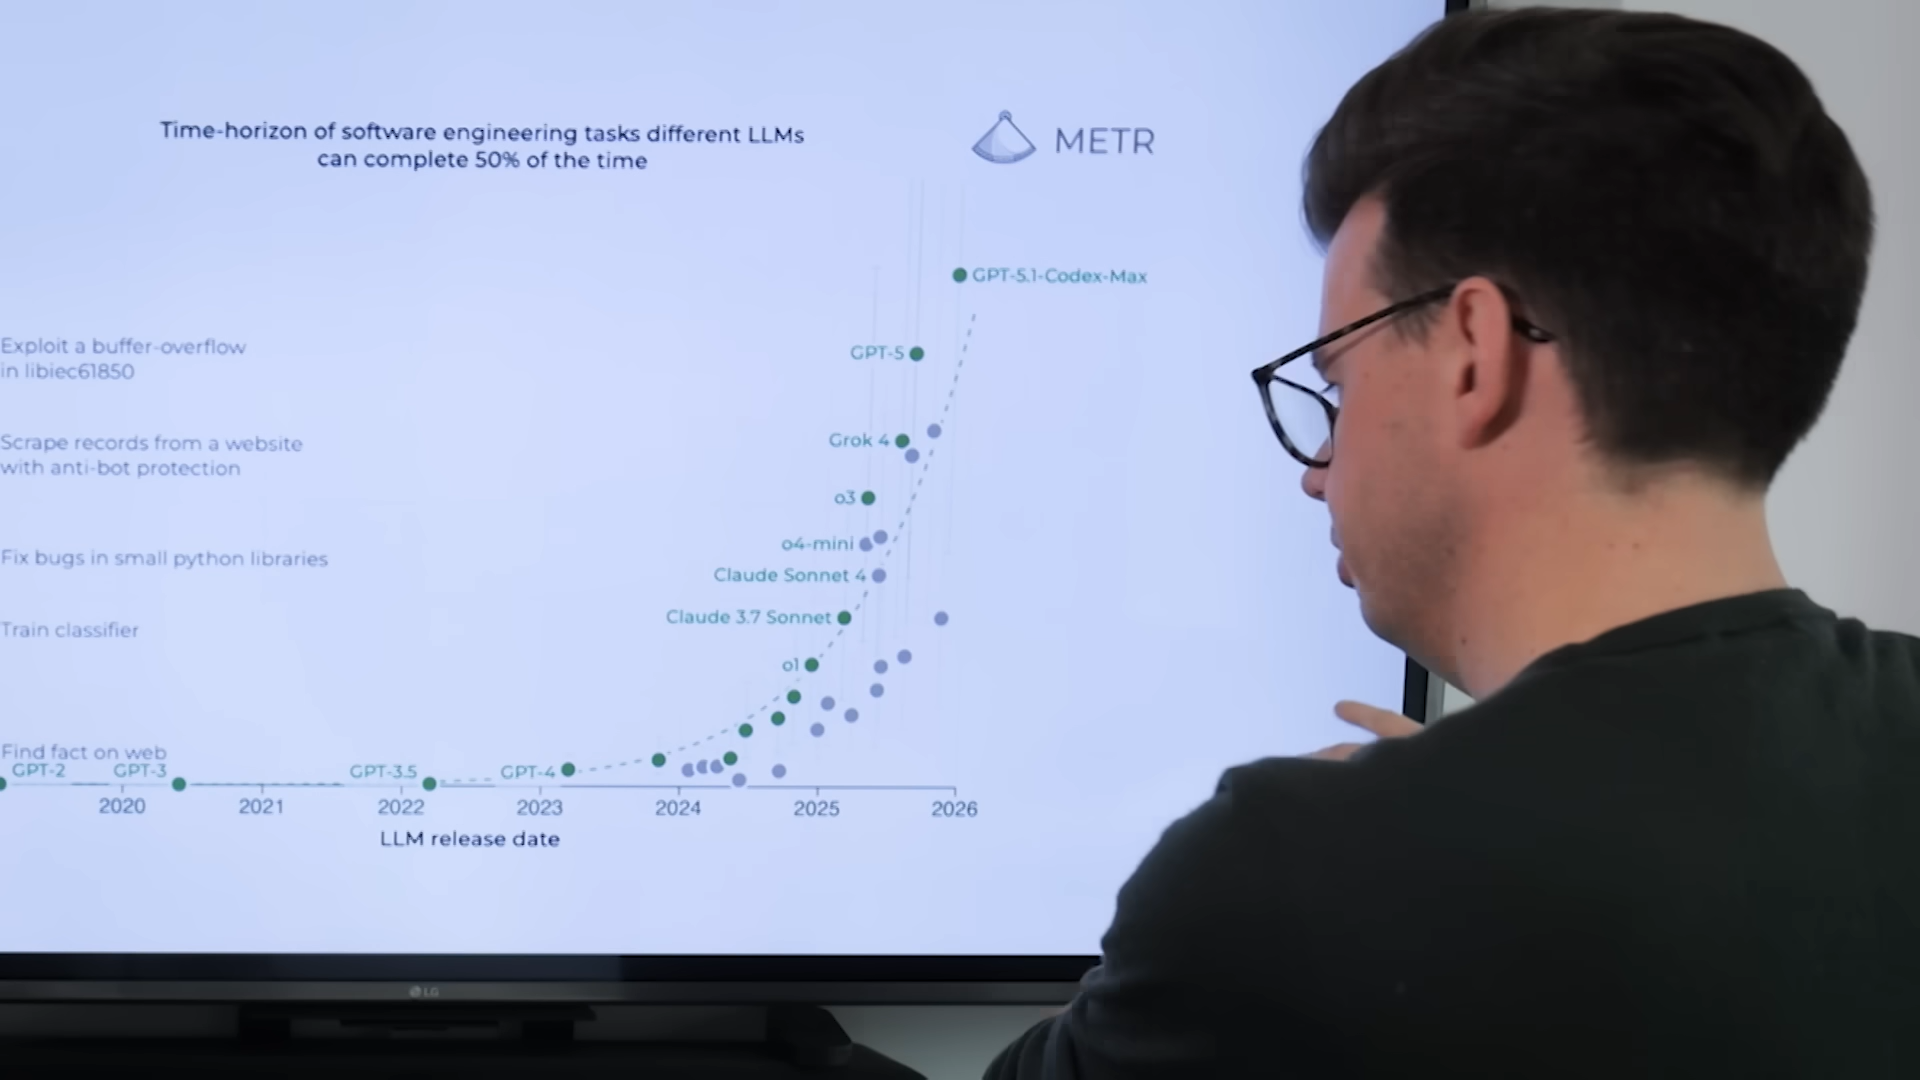 Time-horizon of software engineering tasks different LLMs
can complete 50% of the time
METR
GPT-5.1-Codex-Max
Exploit a buffer-overflow
in libiec61850
GPT-5
Scrape records from a website
with anti-bot protection
Grok 4
o3
o4-mini
Fix bugs in small python libraries
Claude Sonnet 4
Claude 3.7 Sonnet
Train classifier
o1
Find fact on web
GPT-2
GPT-3
GPT-3.5
GPT-4
2020
2021
2022
2023
2024
2025
2026
LLM release date
LG